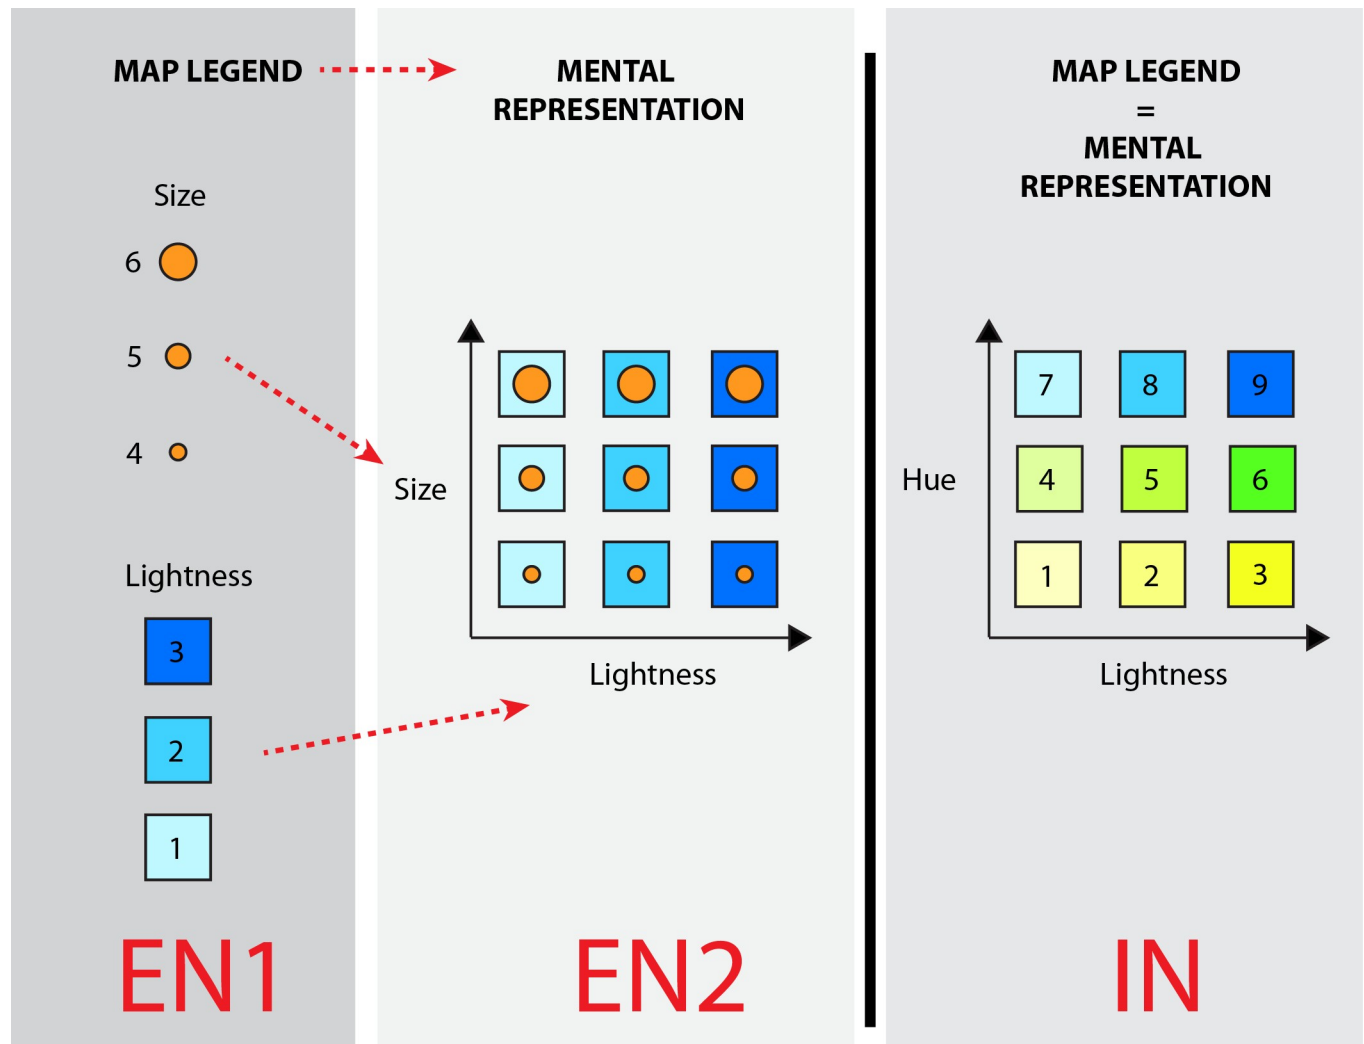 MAP LEGEND
Size
6
5
4
Lightness
3
2
1
EN1
MENTAL
REPRESENTATION
Size
Lightness
EN2
MAP LEGEND
=
MENTAL
REPRESENTATION
Hue
7 8 9
4 5 6
1 2 3
Lightness
IN